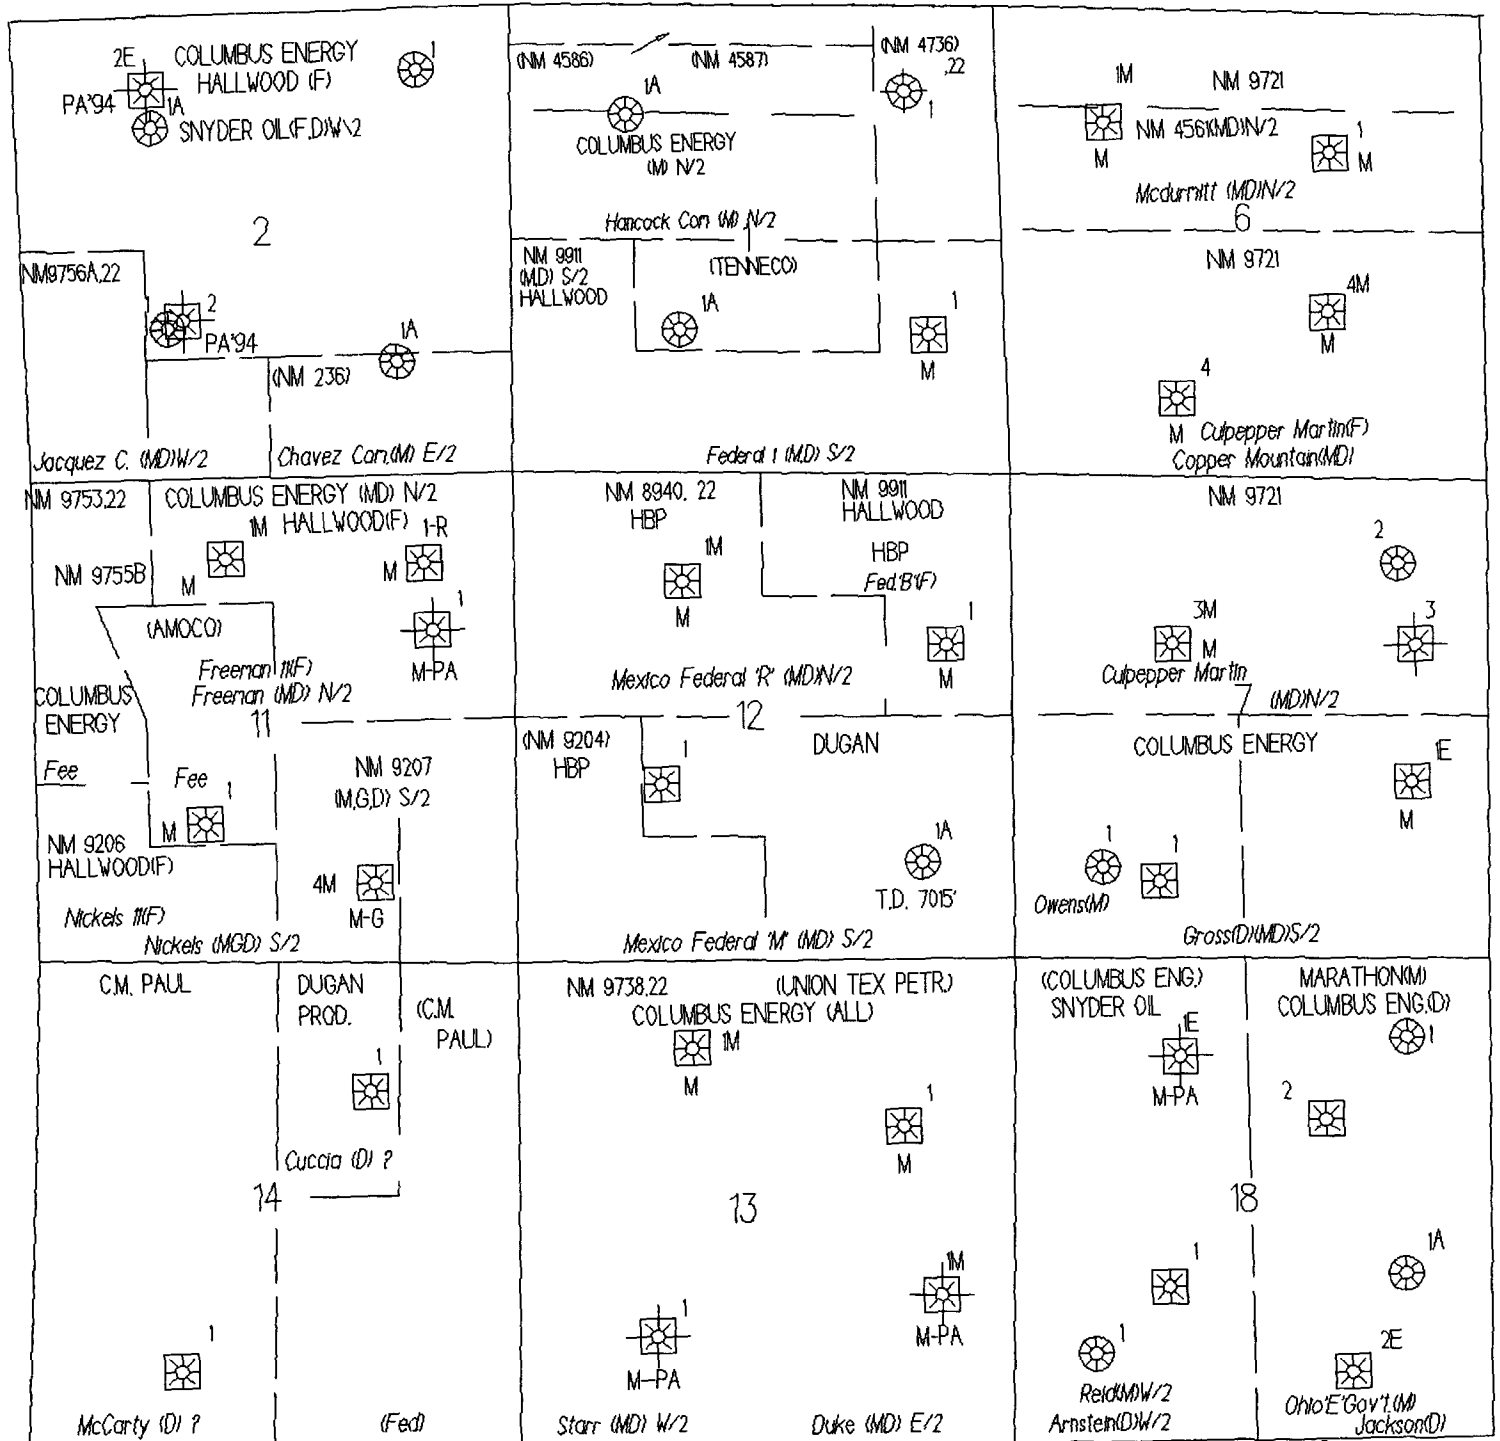 2E
COLUMBUS ENERGY
HALLWOOD (F)
1
PA'94
1A
SNYDER OIL(F,D)W\2
2
NM9756A,22
2
PA'94
1A
(NM 236)
Jacquez C. (MD)W/2
Chavez Com,(M) E/2
(NM 4586)
(NM 4587)
(NM 4736)
,22
1A
1
COLUMBUS ENERGY
(M) N/2
Hancock Com (M) N/2
NM 9911
(M,D) S/2
HALLWOOD
(TENNECO)
1A
1
M
Federal 1 (M,D) S/2
1M
NM 9721
NM 4561(MD)N/2
M
1
M
Mcdurmitt (MD)N/2
6
NM 9721
4M
M
4
M
Culpepper Martin(F)
Copper Mountain(MD)
NM 9753,22
COLUMBUS ENERGY (MD) N/2
HALLWOOD(F)
1M
1-R
M
M
NM 9755B
(AMOCO)
1
M-PA
Freeman 11(F)
Freeman (MD) N/2
COLUMBUS
ENERGY
11
Fee
Fee
NM 9207
(M,G,D) S/2
1
M
NM 9206
HALLWOOD(F)
4M
M-G
Nickels 11(F)
Nickels (MGD) S/2
NM 8940, 22
HBP
NM 9911
HALLWOOD
1M
M
HBP
Fed.'B'(F)
1
M
Mexico Federal 'R' (MD)N/2
12
(NM 9204)
HBP
1
DUGAN
1A
T.D. 7015'
Mexico Federal 'M' (MD) S/2
NM 9721
2
3M
M
3
Culpepper Martin
7
(MD)N/2
COLUMBUS ENERGY
1E
M
1
1
Owens(M)
Gross(D)(MD)S/2
C.M. PAUL
DUGAN
PROD.
(C.M.
PAUL)
1
Cuccia (D) ?
14
1
McCarty (D) ?
(Fed)
NM 9738,22
(UNION TEX PETR.)
COLUMBUS ENERGY (ALL)
1M
M
1
M
13
1M
M-PA
1
M-PA
Starr (MD) W/2
Duke (MD) E/2
(COLUMBUS ENG.)
SNYDER OIL
MARATHON(M)
COLUMBUS ENG.(D)
1E
M-PA
1
2
18
1
1A
1
2E
Reid(M)W/2
Arnstein(D)W/2
Ohio'E'Gov't.(M)
Jackson(D)